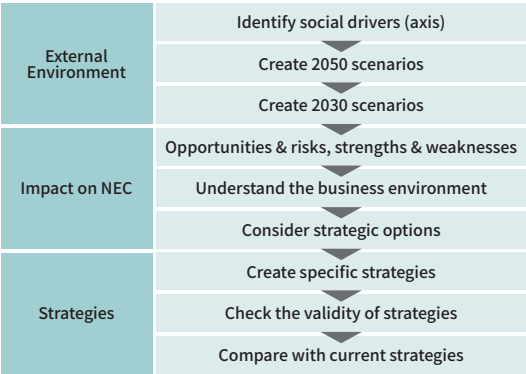 External
Environment
Identify social drivers (axis)
Create 2050 scenarios
Create 2030 scenarios
Impact on NEC
Opportunities & risks, strengths & weaknesses
Understand the business environment
Consider strategic options
Strategies
Create specific strategies
Check the validity of strategies
Compare with current strategies